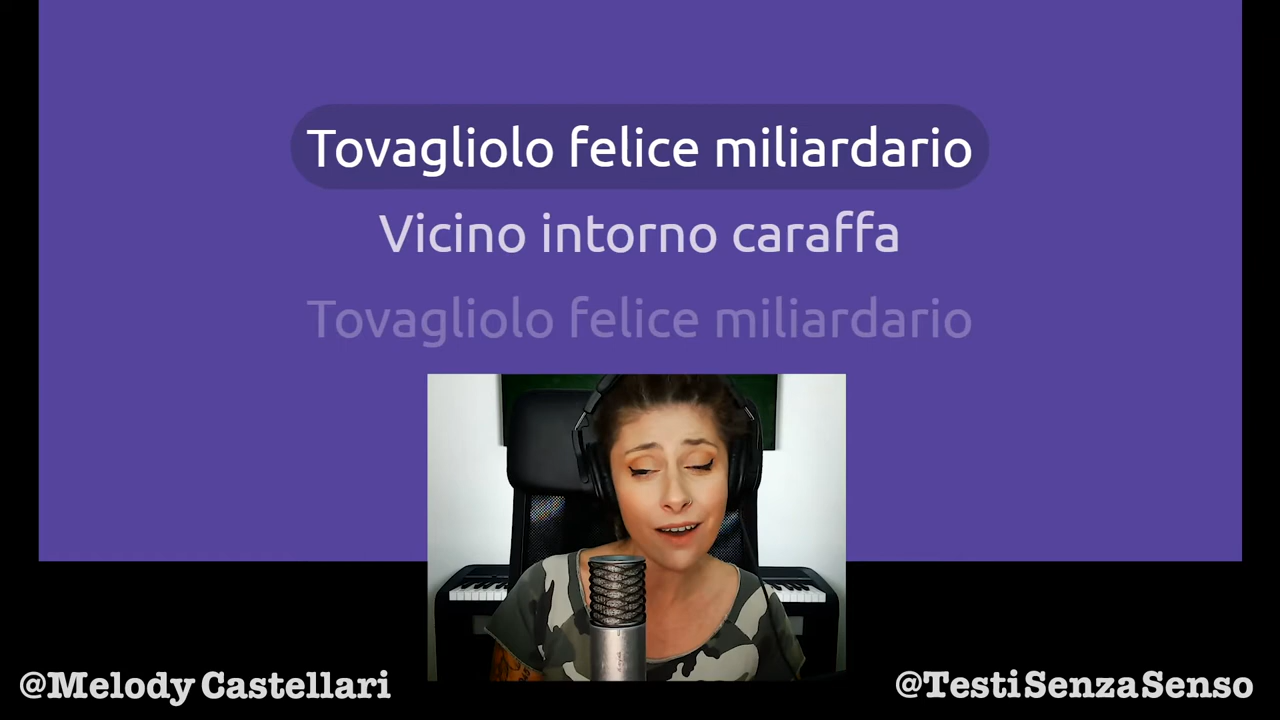 Tovagliolo felice miliardario
Vicino intorno caraffa
Tovagliolo felice miliardario
@Melody Castellari
@TestiSenzaSenso